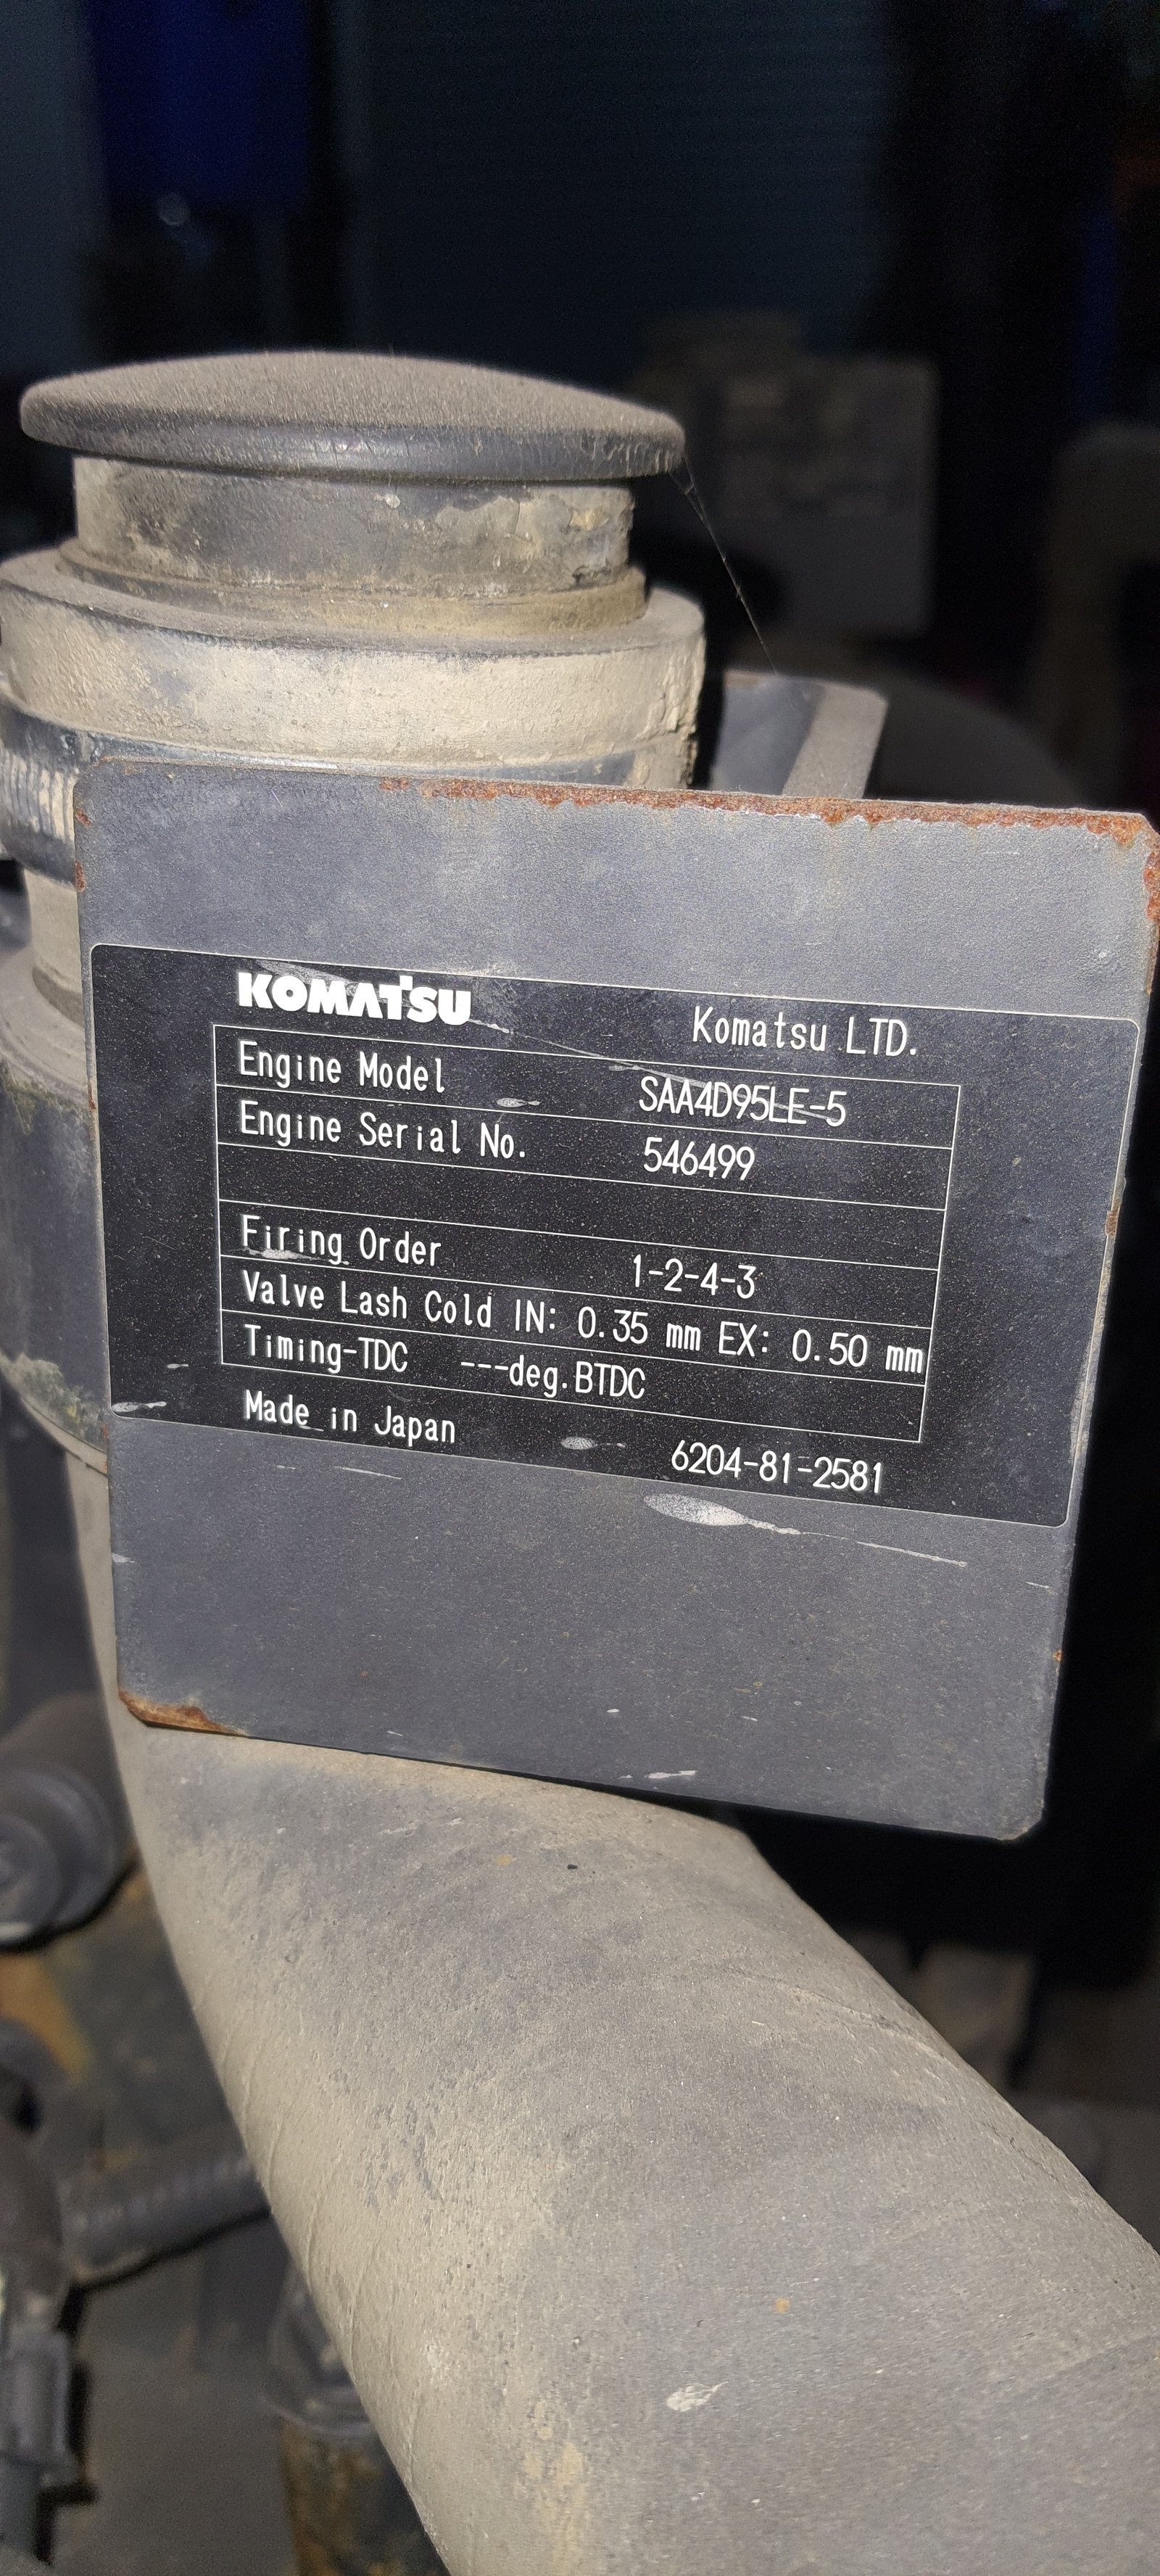 KOMATSU
Komatsu LTD.
Engine Model SAA4D95LE-5
Engine Serial No. 546499
Firing Order 1-2-4-3
Valve Lash Cold IN: 0.35 mm EX: 0.50 mm
Timing-TDC ---deg.BTDC
Made in Japan 6204-81-2581